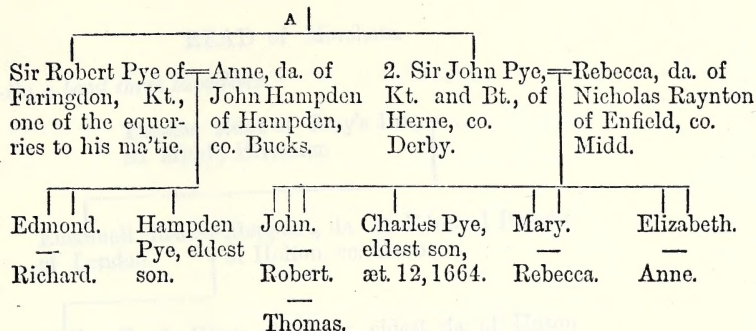 A
Sir Robert Pye of
Faringdon, Kt.,
one of the equer-
ries to his ma'tie.
Anne, da. of
John Hampden
of Hampden,
co. Bucks.
2. Sir John Pye,
Kt. and Bt., of
Herne, co.
Derby.
Rebecca, da. of
Nicholas Raynton
of Enfield, co.
Midd.
Edmond.
—
Richard.
Hampden
Pye, eldest
son.
John.
—
Robert.
—
Thomas.
Charles Pye,
eldest son,
æt. 12, 1664.
Mary.
—
Rebecca.
Elizabeth.
—
Anne.